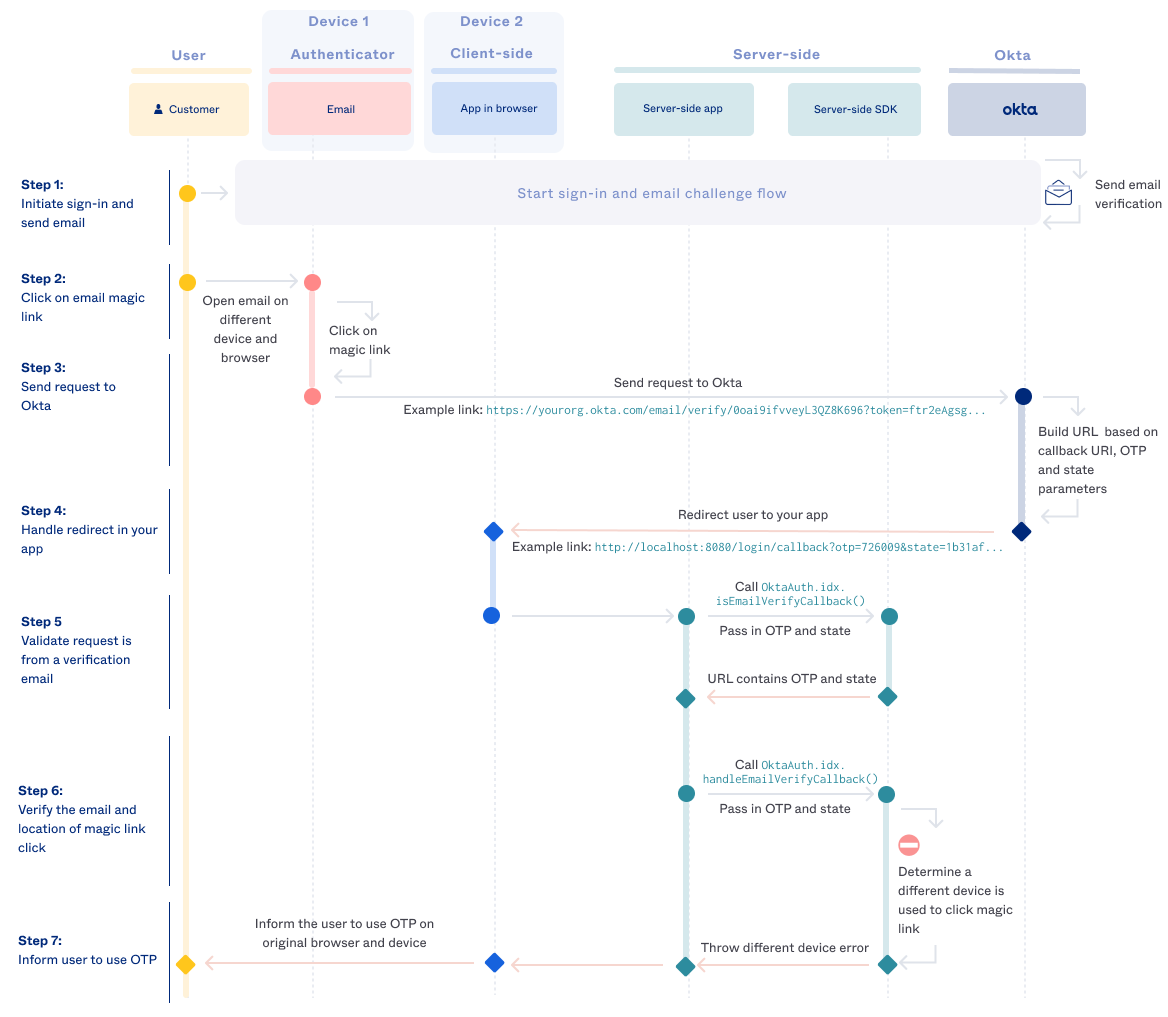 Device 1
Device 2
User
Authenticator
Client-side
Server-side
Okta
Customer
Email
App in browser
Server-side app
Server-side SDK
okta
Step 1:
Initiate sign-in and
send email
Start sign-in and email challenge flow
Send email
verification
Step 2:
Click on email magic
link
Open email on
different
device and
browser
Click on
magic link
Step 3:
Send request to
Okta
Send request to Okta
Example link: https://yourorg.okta.com/email/verify/0oai9ifvveyL3QZ8K696?token=ftr2eAgsg...
Build URL  based on
callback URI, OTP
and state
parameters
Step 4:
Handle redirect in your
app
Redirect user to your app
Example link: http://localhost:8080/login/callback?otp=726009&state=1b31af...
Step 5
Validate request is
from a verification
email
Call OktaAuth.idx.
isEmailVerifyCallback()
Pass in OTP and state
URL contains OTP and state
Step 6:
Verify the email and
location of magic link
click
Call OktaAuth.idx.
handleEmailVerifyCallback()
Pass in OTP and state
Determine a
different device is
used to click magic
link
Step 7:
Inform user to use OTP
Inform the user to use OTP on
original browser and device
Throw different device error